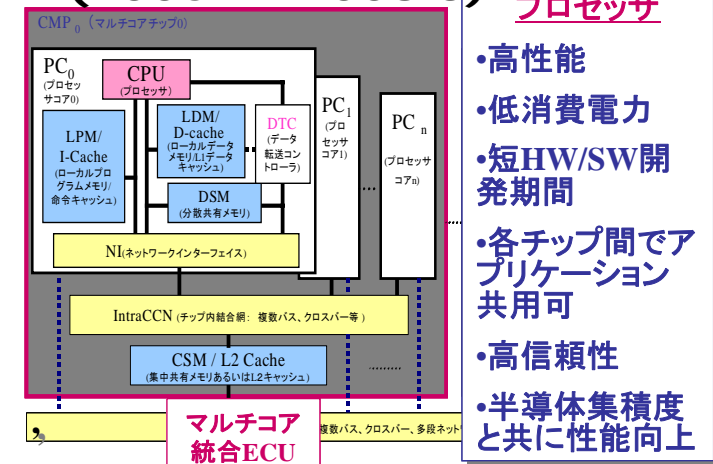 プロセッサ
CMP0 (マルチコアチップ0)
PC0
(プロセッ
サコア0)
CPU
(プロセッサ)
LPM/
I-Cache
(ローカルプロ
グラムメモリ/
命令キャッシュ)
LDM/
D-cache
(ローカルデータ
メモリ/L1データ
キャッシュ)
DTC
(データ
転送コン
トローラ)
DSM
(分散共有メモリ)
NI(ネットワークインターフェイス)
PC1
(プロ
セッサ
コア1)
...
PC n
(プロセッサ
コアn)
......
IntraCCN (チップ内結合網: 複数バス、クロスバー等 )
CSM / L2 Cache
(集中共有メモリあるいはL2キャッシュ)
.........
マルチコア
統合ECU
複数バス、クロスバー、多段ネット
•高性能
•低消費電力
•短HW/SW開
発期間
•各チップ間でア
プリケーション
共用可
•高信頼性
•半導体集積度
と共に性能向上